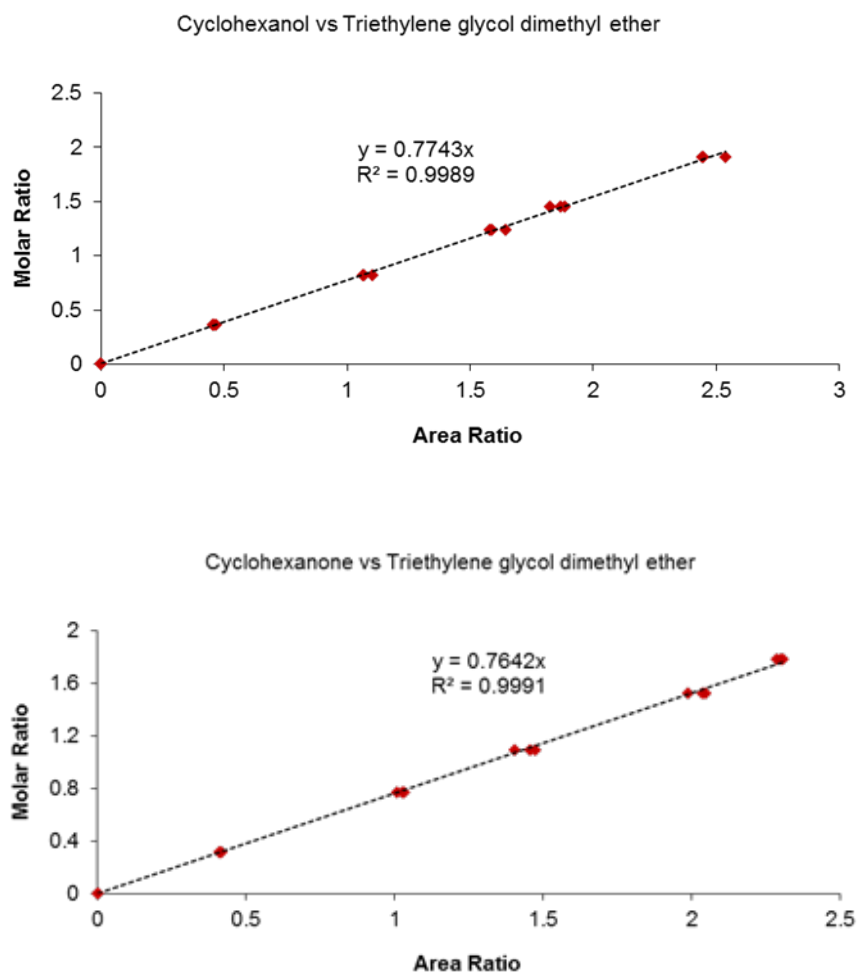 Cyclohexanol vs Triethylene glycol dimethyl ether
2.5
2
1.5
1
0.5
0
Molar Ratio
y = 0.7743x
R² = 0.9989
0 0.5 1 1.5 2 2.5 3
Area Ratio
Cyclohexanone vs Triethylene glycol dimethyl ether
2
1.6
1.2
0.8
0.4
0
Molar Ratio
y = 0.7642x
R² = 0.9991
0 0.5 1 1.5 2 2.5
Area Ratio